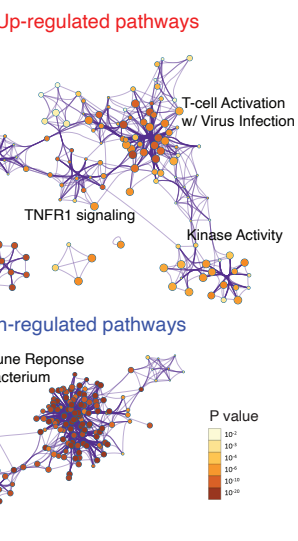 Up-regulated pathways
T-cell Activation
w/ Virus Infection
TNFR1 signaling
Kinase Activity
n-regulated pathways
une Reponse
acterium
P value
10-2
10-3
10-4
10-6
10-10
10-20